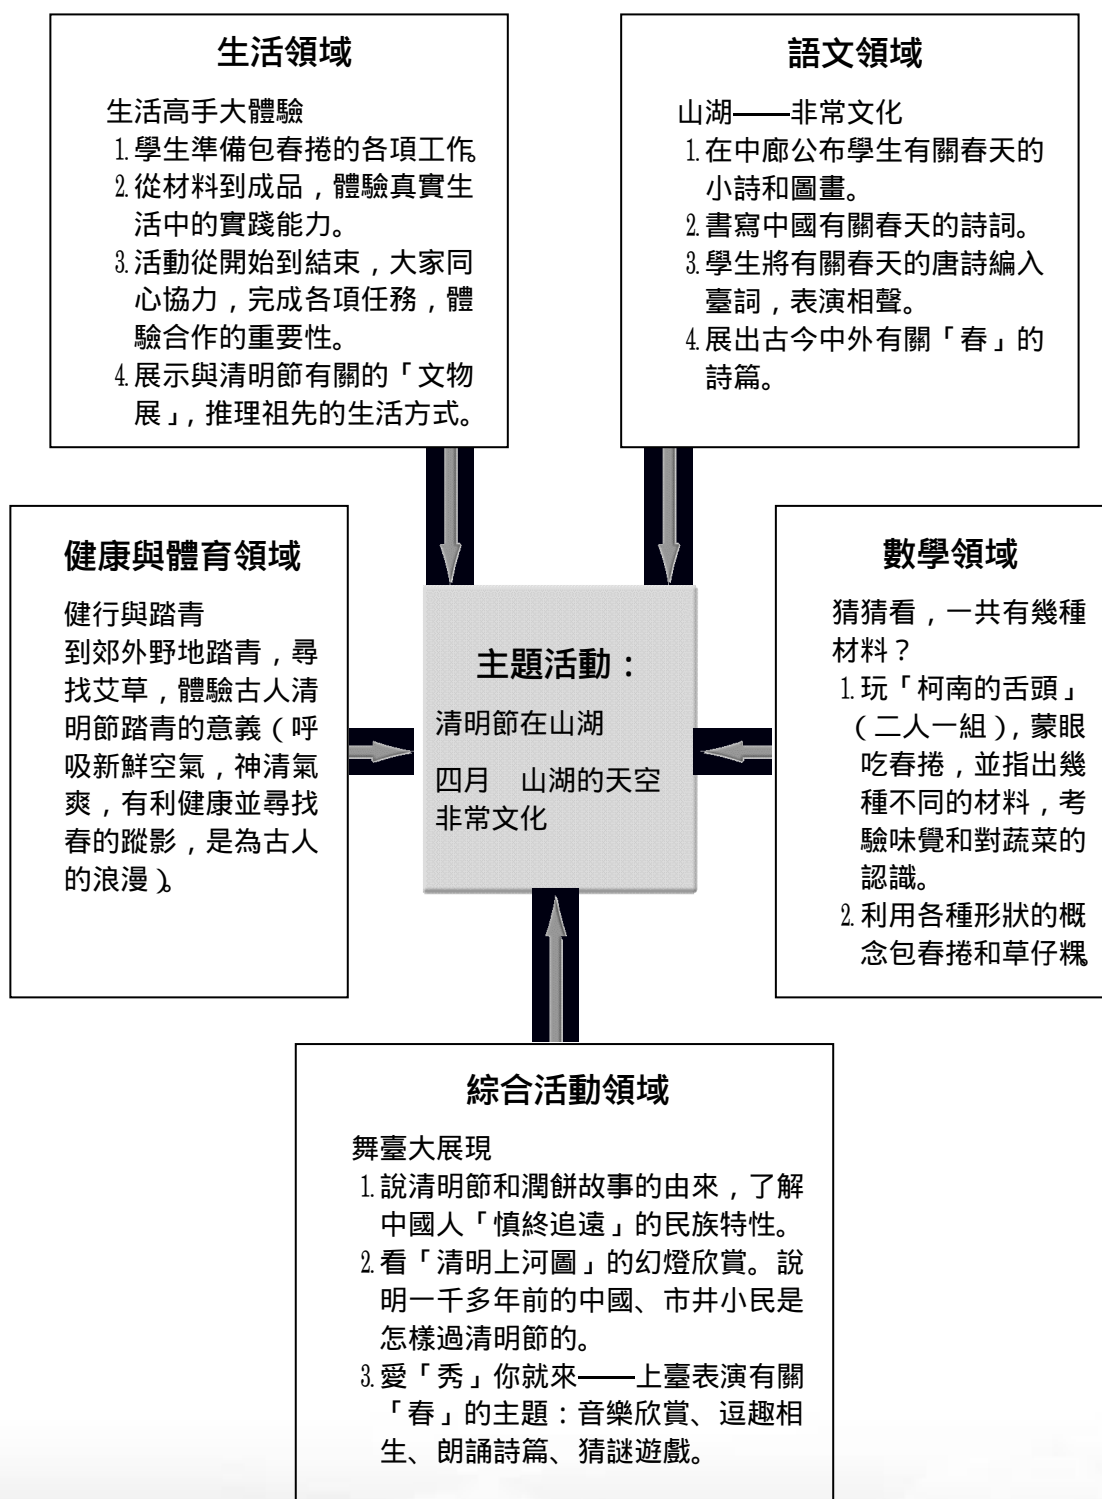 生活領域
生活高手大體驗
1.學生準備包春捲的各項工作。
2.從材料到成品，體驗真實生
活中的實踐能力。
3.活動從開始到結束，大家同
心協力，完成各項任務，體
驗合作的重要性。
4.展示與清明節有關的「文物
展」，推理祖先的生活方式。
語文領域
山湖——非常文化
1.在中廊公布學生有關春天的
小詩和圖畫。
2.書寫中國有關春天的詩詞。
3.學生將有關春天的唐詩編入
臺詞，表演相聲。
4.展出古今中外有關「春」的
詩篇。
健康與體育領域
健行與踏青
到郊外野地踏青，尋
找艾草，體驗古人清
明節踏青的意義（呼
吸新鮮空氣，神清氣
爽，有利健康並尋找
春的蹤影，是為古人
的浪漫）。
主題活動：
清明節在山湖
四月　山湖的天空
非常文化
數學領域
猜猜看，一共有幾種
材料？
1.玩「柯南的舌頭」
（二人一組），蒙眼
吃春捲，並指出幾
種不同的材料，考
驗味覺和對蔬菜的
認識。
2.利用各種形狀的概
念包春捲和草仔粿。
綜合活動領域
舞臺大展現
1.說清明節和潤餅故事的由來，了解
中國人「慎終追遠」的民族特性。
2.看「清明上河圖」的幻燈欣賞。說
明一千多年前的中國、市井小民是
怎樣過清明節的。
3.愛「秀」你就來——上臺表演有關
「春」的主題：音樂欣賞、逗趣相
生、朗誦詩篇、猜謎遊戲。